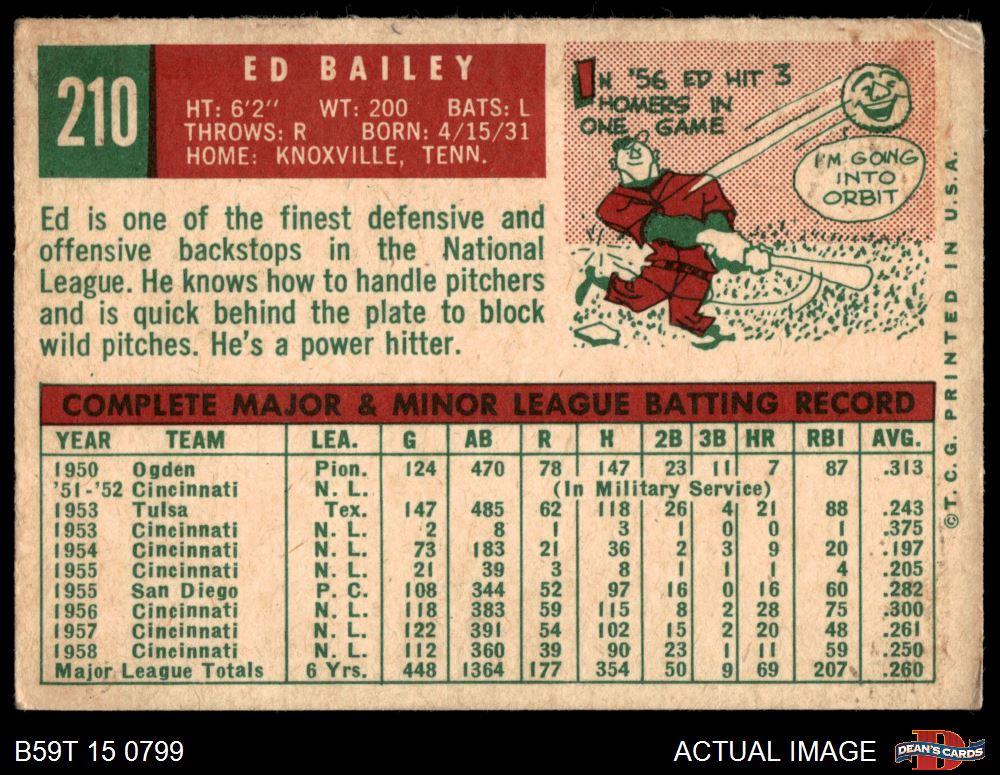 210
ED BAILEY
HT: 6'2" WT: 200 BATS: L
THROWS: R BORN: 4/15/31
HOME: KNOXVILLE, TENN.
IN '56 ED HIT 3
HOMERS IN
ONE GAME
I'M GOING
INTO
ORBIT
Ed is one of the finest defensive and
offensive backstops in the National
League. He knows how to handle pitchers
and is quick behind the plate to block
wild pitches. He's a power hitter.
COMPLETE MAJOR & MINOR LEAGUE BATTING RECORD
YEAR TEAM LEA. G AB R H 2B 3B HR RBI AVG.
1950 Ogden Pion. 124 470 78 147 23 11 7 87 .313
'51-'52 Cincinnati N. L. (In Military Service)
1953 Tulsa Tex. 147 485 62 118 26 4 21 88 .243
1953 Cincinnati N. L. 2 8 1 3 1 0 0 1 .375
1954 Cincinnati N. L. 73 183 21 36 2 3 9 20 .197
1955 Cincinnati N. L. 21 39 3 8 1 1 1 4 .205
1955 San Diego P. C. 108 344 52 97 16 0 16 60 .282
1956 Cincinnati N. L. 118 383 59 115 8 2 28 75 .300
1957 Cincinnati N. L. 122 391 54 102 15 2 20 48 .261
1958 Cincinnati N. L. 112 360 39 90 23 1 11 59 .250
Major League Totals 6 Yrs. 448 1364 177 354 50 9 69 207 .260
©T. C. G. PRINTED IN U.S.A.
B59T 15 0799
ACTUAL IMAGE
DEAN'S CARDS